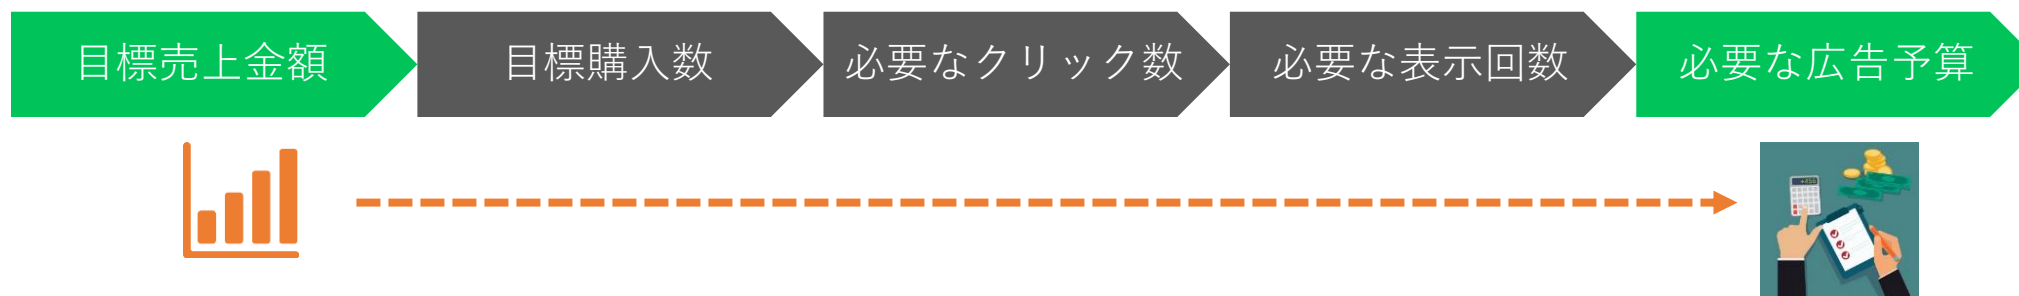 目標売上金額
目標購入数
必要なクリック数
必要な表示回数
必要な広告予算